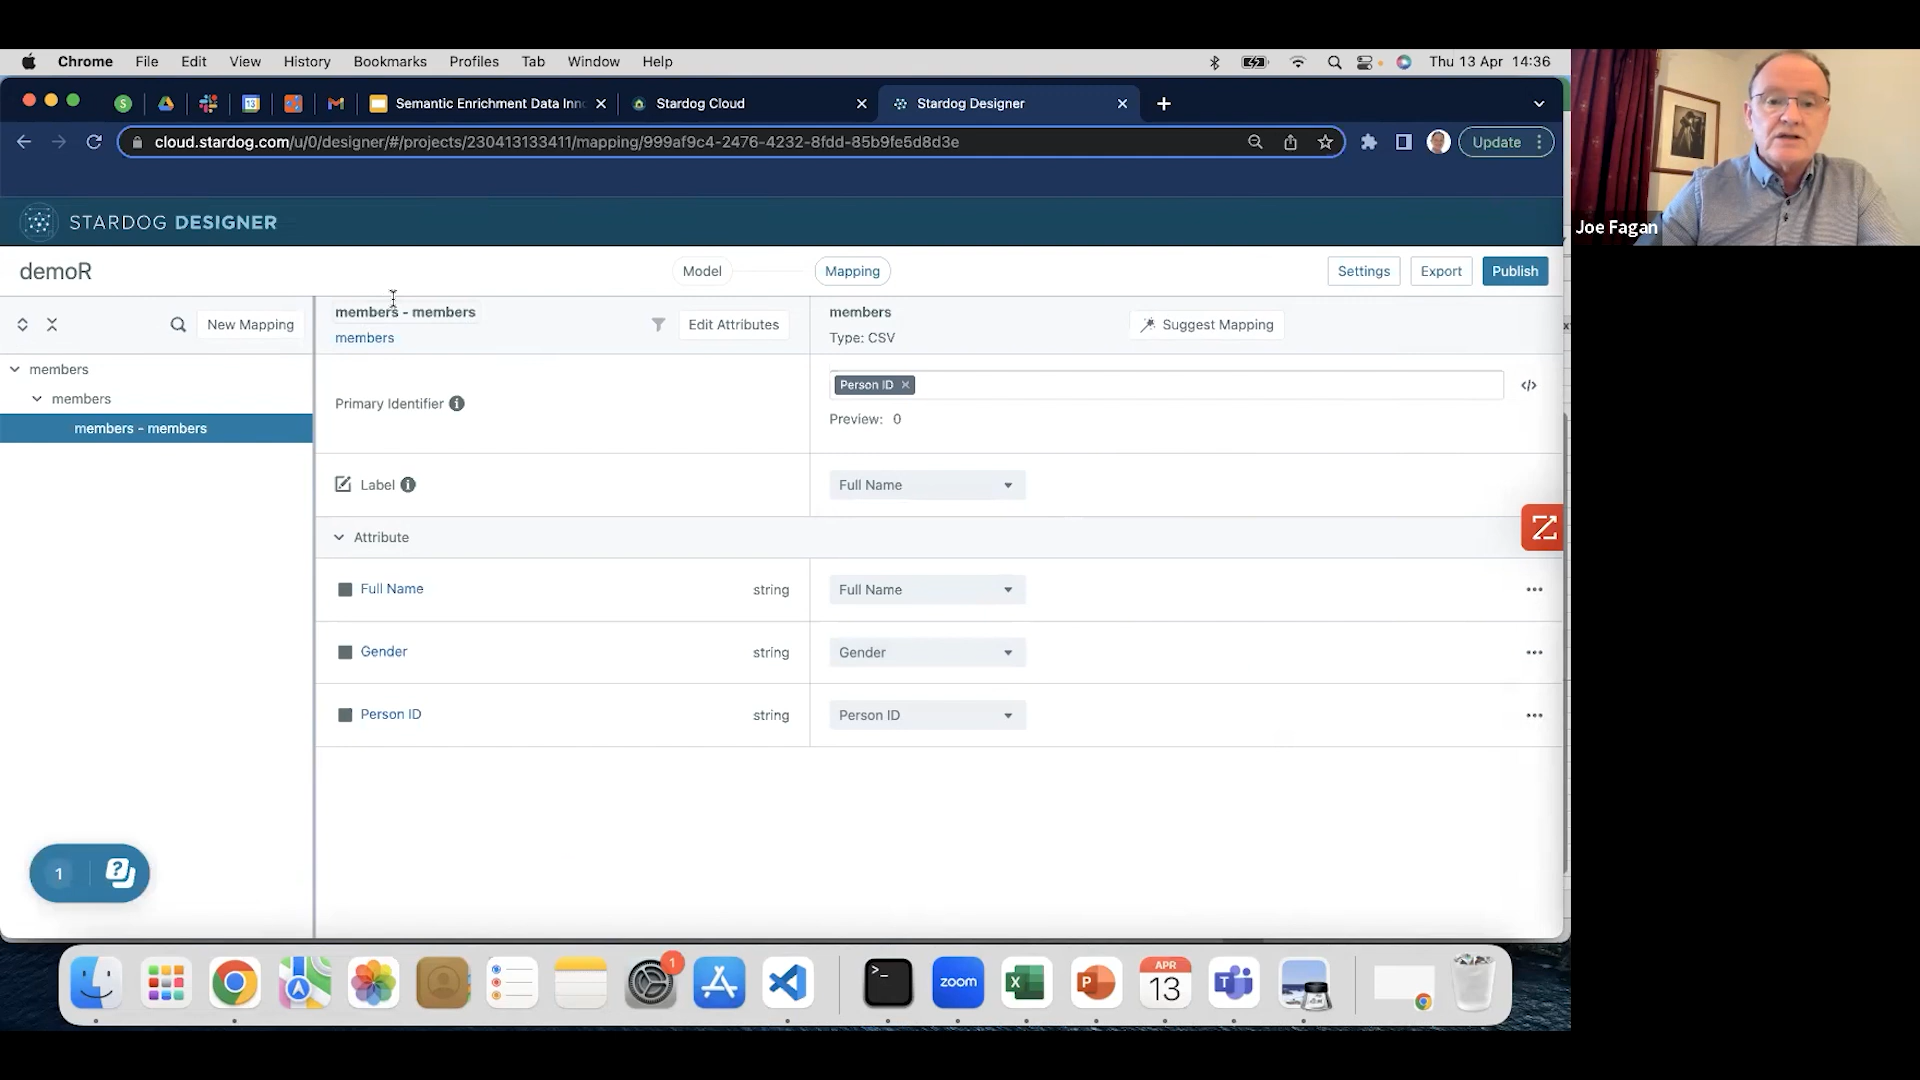 Chrome File Edit View History Bookmarks Profiles Tab Window Help Thu 13 Apr 14:36
S 13 Semantic Enrichment Data Inn Stardog Cloud Stardog Designer
cloud.stardog.com/u/0/designer/#/projects/230413133411/mapping/999af9c4-2476-4232-8fdd-85b9fe5d8d3e Update
STARDOG DESIGNER
Joe Fagan
demoR Model Mapping Settings Export Publish
members - members members
New Mapping Edit Attributes Suggest Mapping
members Type: CSV
members
members
members - members
Primary Identifier Person ID
Preview: 0
Label Full Name
Attribute
Full Name string Full Name
Gender string Gender
Person ID string Person ID
1 ?
1
APR
zoom X P 13 T